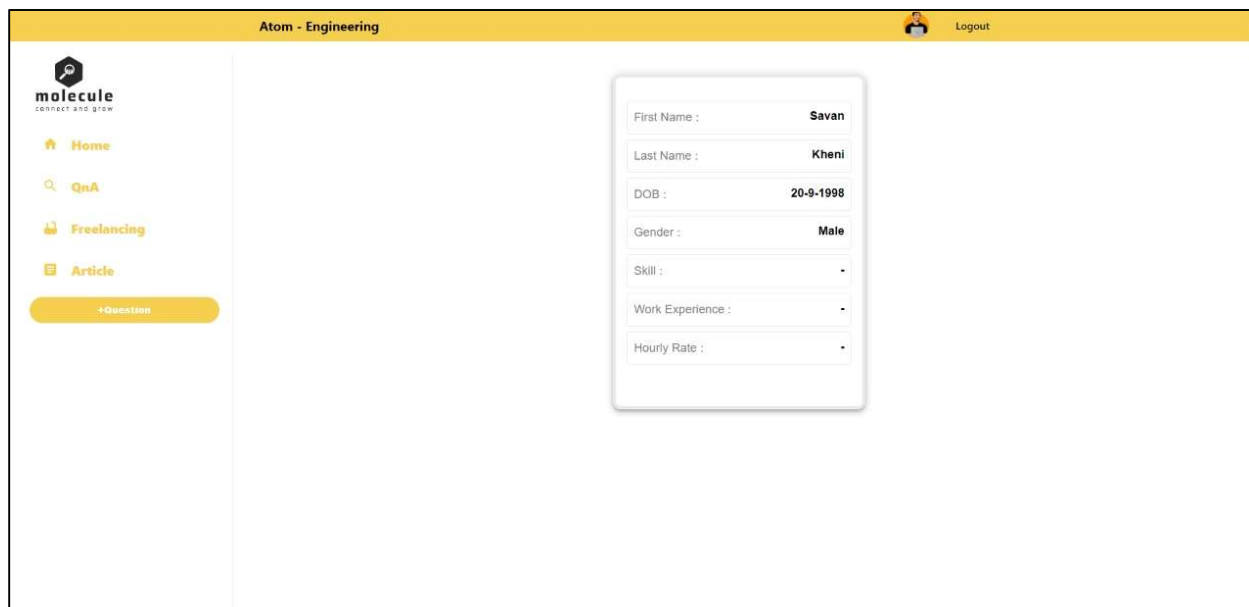 Atom - Engineering
Logout
molecule
connect and grow
Home
QnA
Freelancing
Article
+Question
First Name : Savan
Last Name : Kheni
DOB : 20-9-1998
Gender : Male
Skill : -
Work Experience : -
Hourly Rate : -